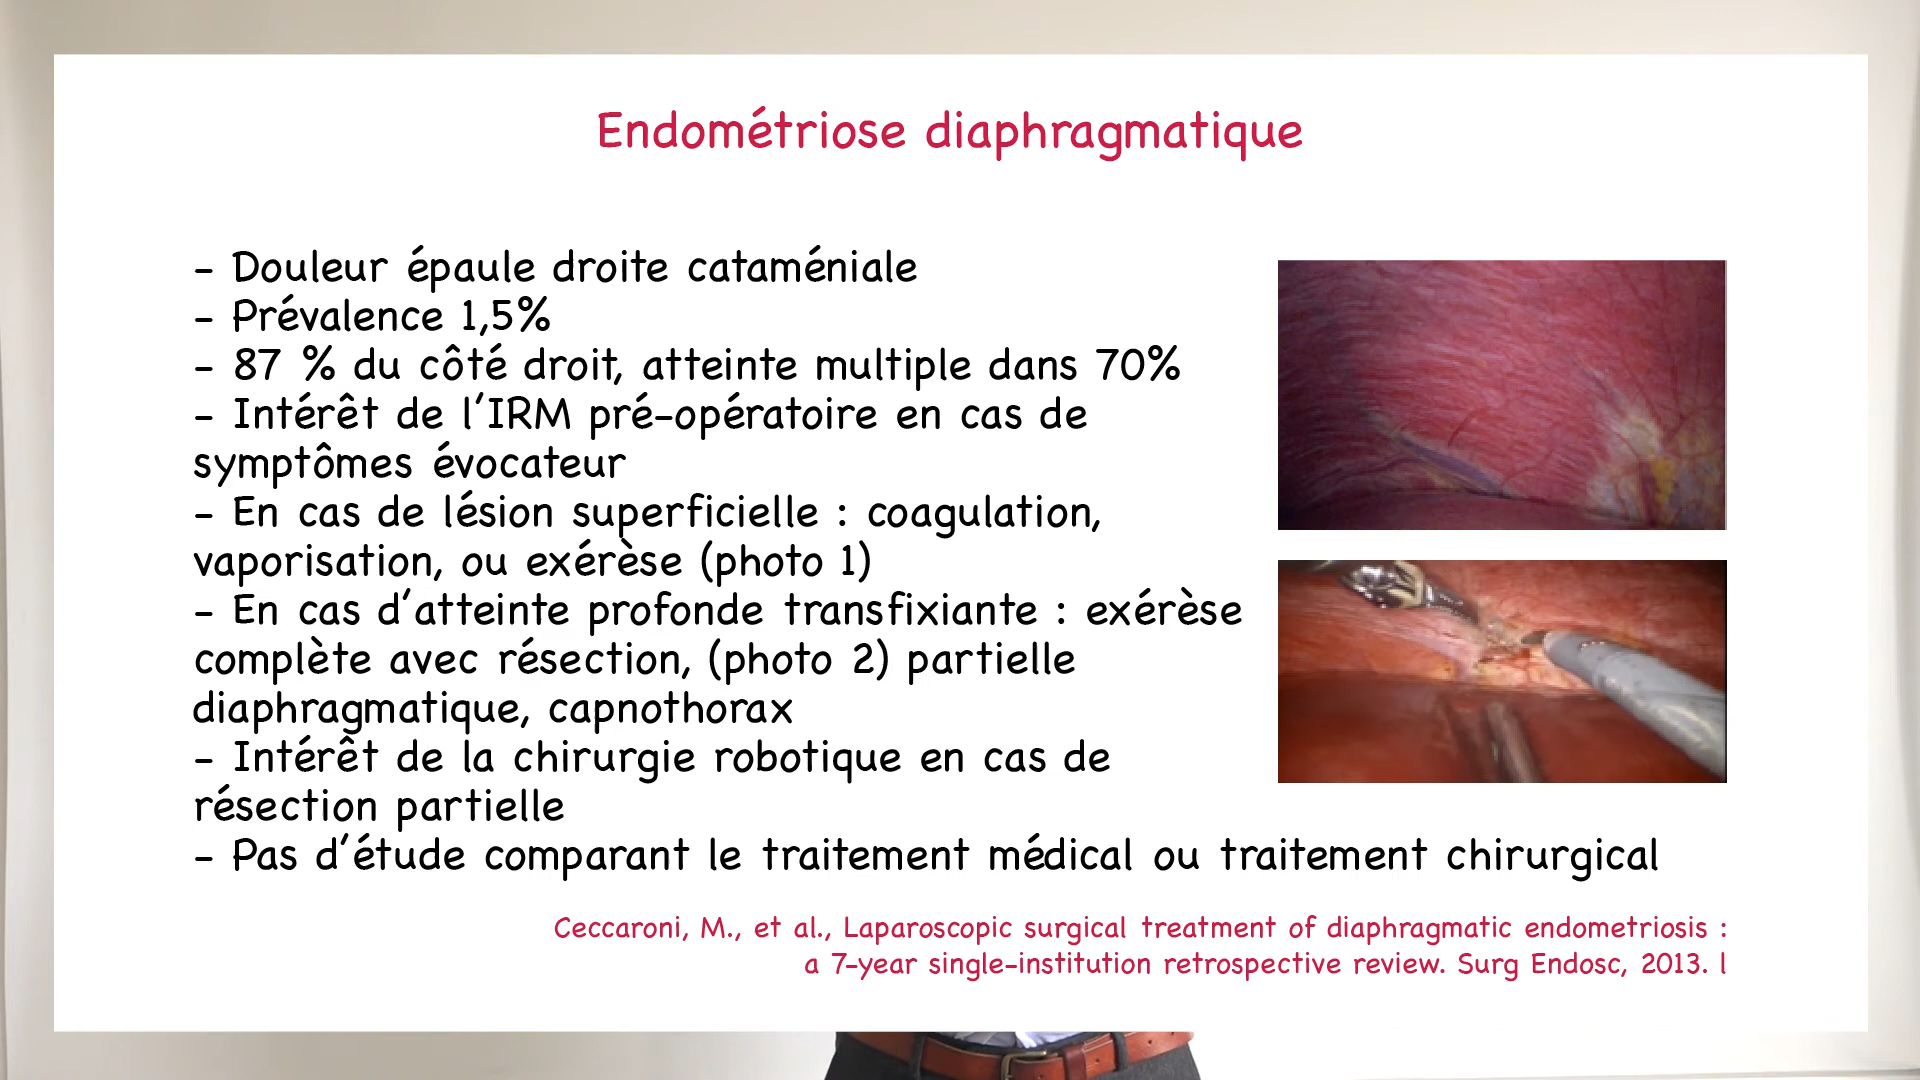 Endométriose diaphragmatique
- Douleur épaule droite cataméniale
- Prévalence 1,5%
- 87 % du côté droit, atteinte multiple dans 70%
- Intérêt de l'IRM pré-opératoire en cas de
symptômes évocateur
- En cas de lésion superficielle : coagulation,
vaporisation, ou exérèse (photo 1)
- En cas d'atteinte profonde transfixiante : exérèse
complète avec résection, (photo 2) partielle
diaphragmatique, capnothorax
- Intérêt de la chirurgie robotique en cas de
résection partielle
- Pas d'étude comparant le traitement médical ou traitement chirurgical
Ceccaroni, M., et al., Laparoscopic surgical treatment of diaphragmatic endometriosis :
a 7-year single-institution retrospective review. Surg Endosc, 2013. l